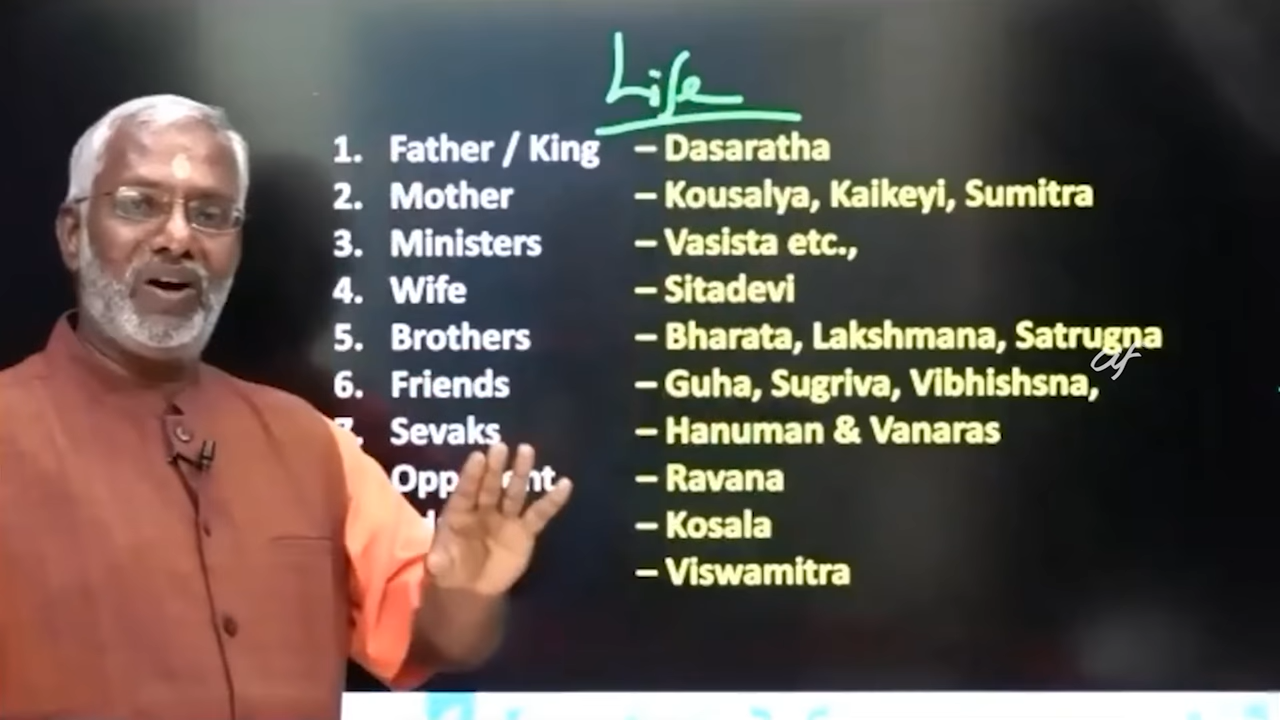 Life
1. Father / King – Dasaratha
2. Mother – Kousalya, Kaikeyi, Sumitra
3. Ministers – Vasista etc.,
4. Wife – Sitadevi
5. Brothers – Bharata, Lakshmana, Satrugna
6. Friends – Guha, Sugriva, Vibhishsna,
7. Sevaks – Hanuman & Vanaras
– Ravana
– Kosala
– Viswamitra